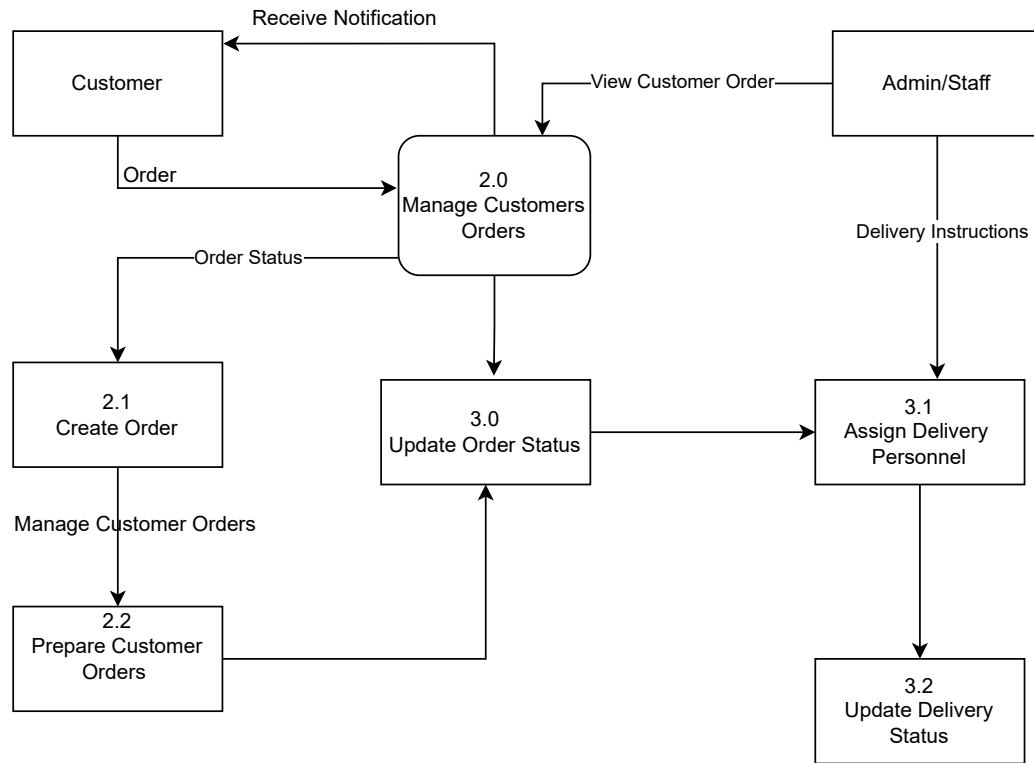 Receive Notification
Customer
View Customer Order
Admin/Staff
Order
2.0
Manage Customers
Orders
Delivery Instructions
Order Status
2.1
Create Order
3.0
Update Order Status
3.1
Assign Delivery
Personnel
Manage Customer Orders
2.2
Prepare Customer
Orders
3.2
Update Delivery
Status